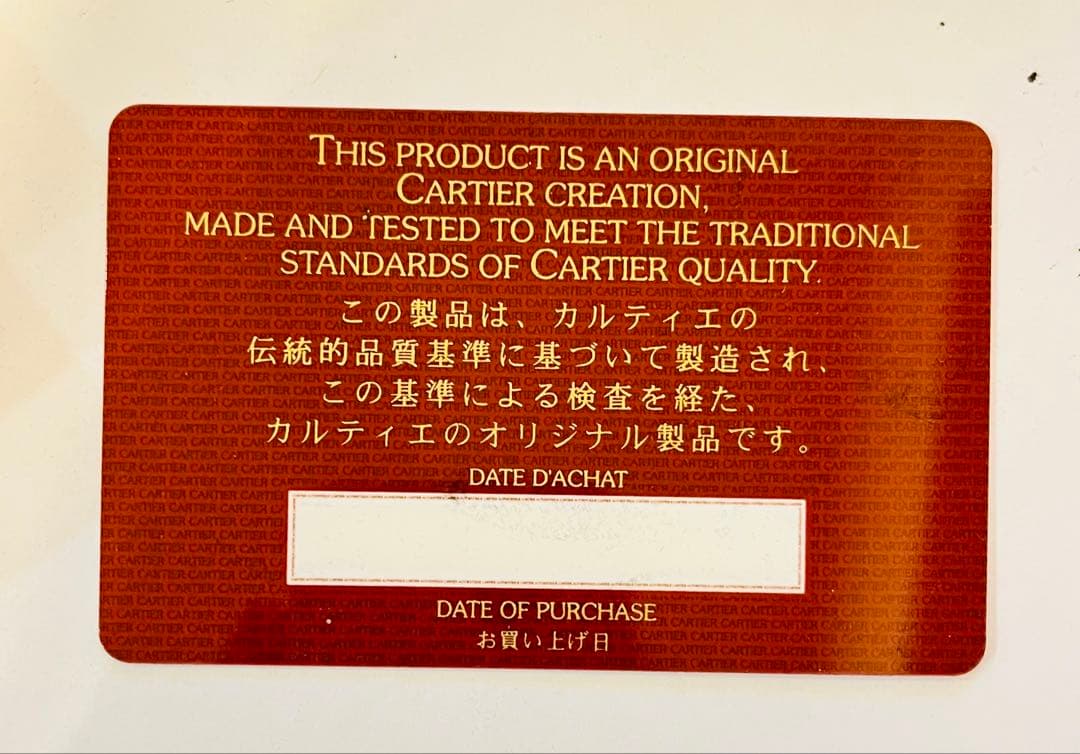 THIS PRODUCT IS AN ORIGINAL
CARTIER CREATION,
MADE AND TESTED TO MEET THE TRADITIONAL
STANDARDS OF CARTIER QUALITY.
この製品は、カルティエの
伝統的品質基準に基づいて製造され、
この基準による検査を経た、
カルティエのオリジナル製品です。
DATE D'ACHAT
DATE OF PURCHASE
お買い上げ日